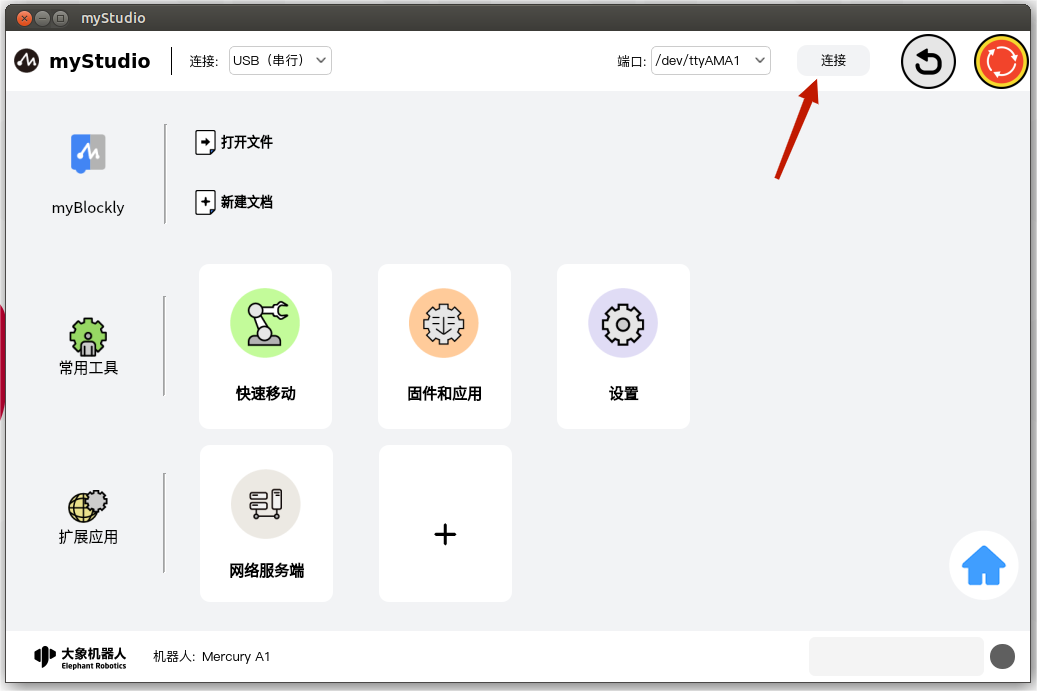 myStudio
myStudio 连接: USB（串行） 端口: /dev/ttyAMA1 连接
打开文件
新建文档
myBlockly
常用工具
快速移动 固件和应用 设置
扩展应用
网络服务端
大象机器人
Elephant Robotics
机器人: Mercury A1